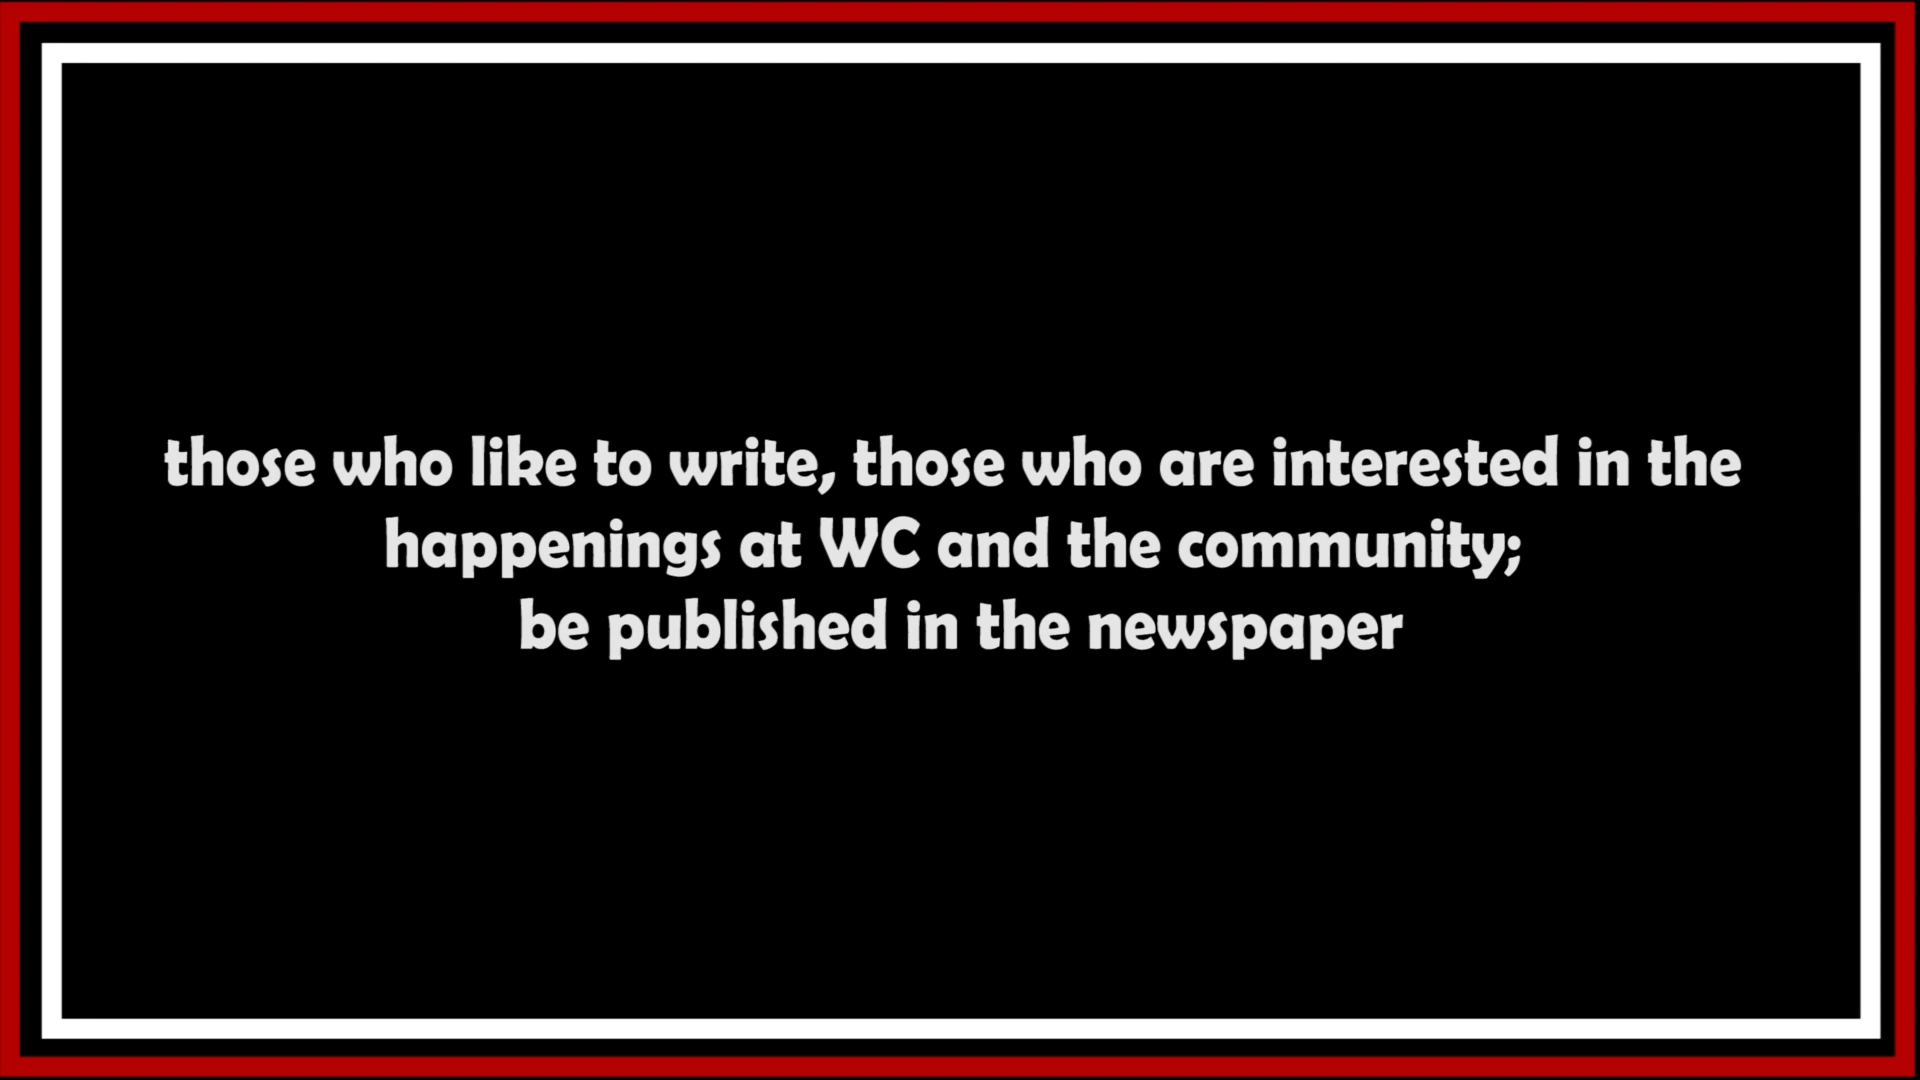 those who like to write, those who are interested in the
happenings at WC and the community;
be published in the newspaper